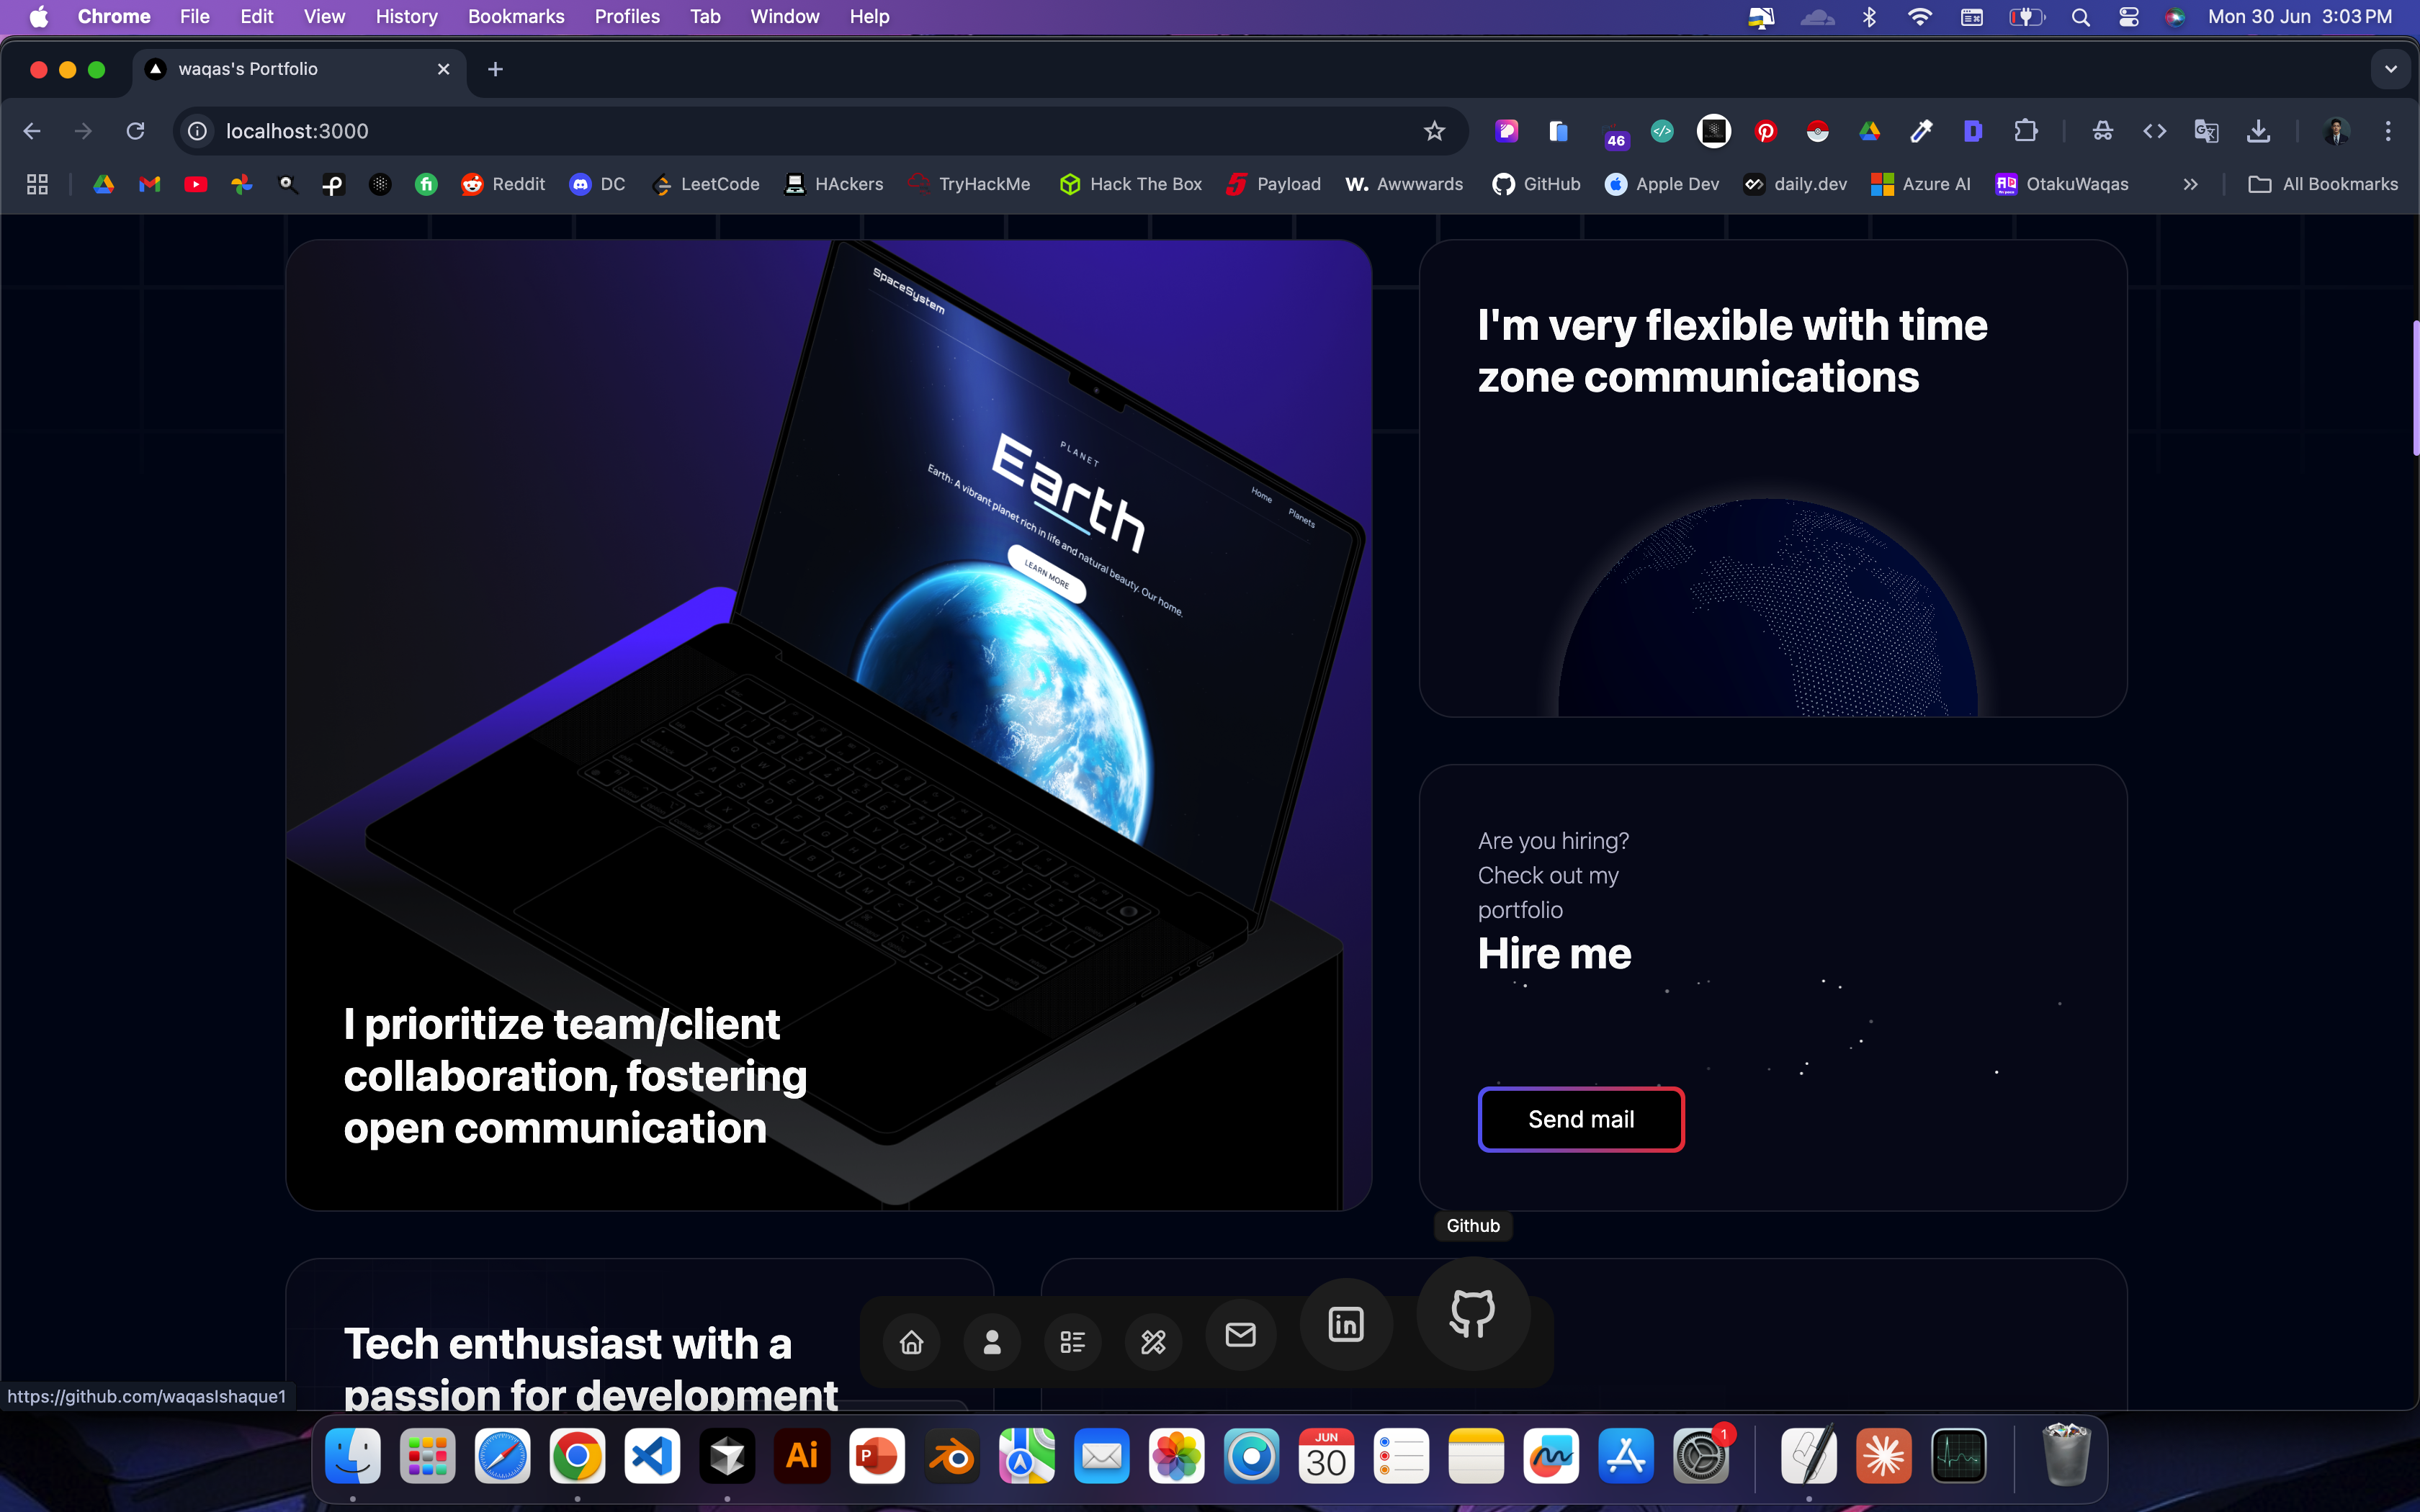 Chrome File Edit View History Bookmarks Profiles Tab Window Help
Mon 30 Jun 3:03 PM
waqas's Portfolio
localhost:3000
46
Reddit DC LeetCode HAckers TryHackMe Hack The Box Payload W. Awwwards GitHub Apple Dev daily.dev Azure AI OtakuWaqas All Bookmarks
SpaceSystem
Home
Planets
PLANET
Earth
Earth: A vibrant planet rich in life and natural beauty. Our home.
LEARN MORE
I prioritize team/client
collaboration, fostering
open communication
I'm very flexible with time
zone communications
Are you hiring?
Check out my
portfolio
Hire me
Send mail
Github
Tech enthusiast with a
passion for development
in
https://github.com/waqasIshaque1
Ai
P
JUN
30
1